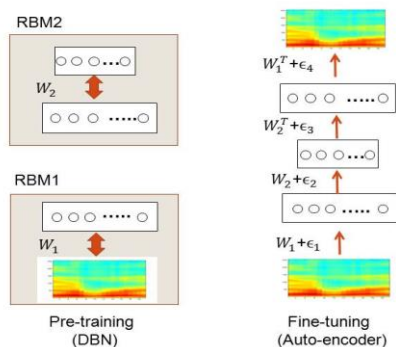 RBM2
W₂
RBM1
W₁
Pre-training
(DBN)
W₁ᵀ+ϵ₄
W₂ᵀ+ϵ₃
W₂+ϵ₂
W₁+ϵ₁
Fine-tuning
(Auto-encoder)